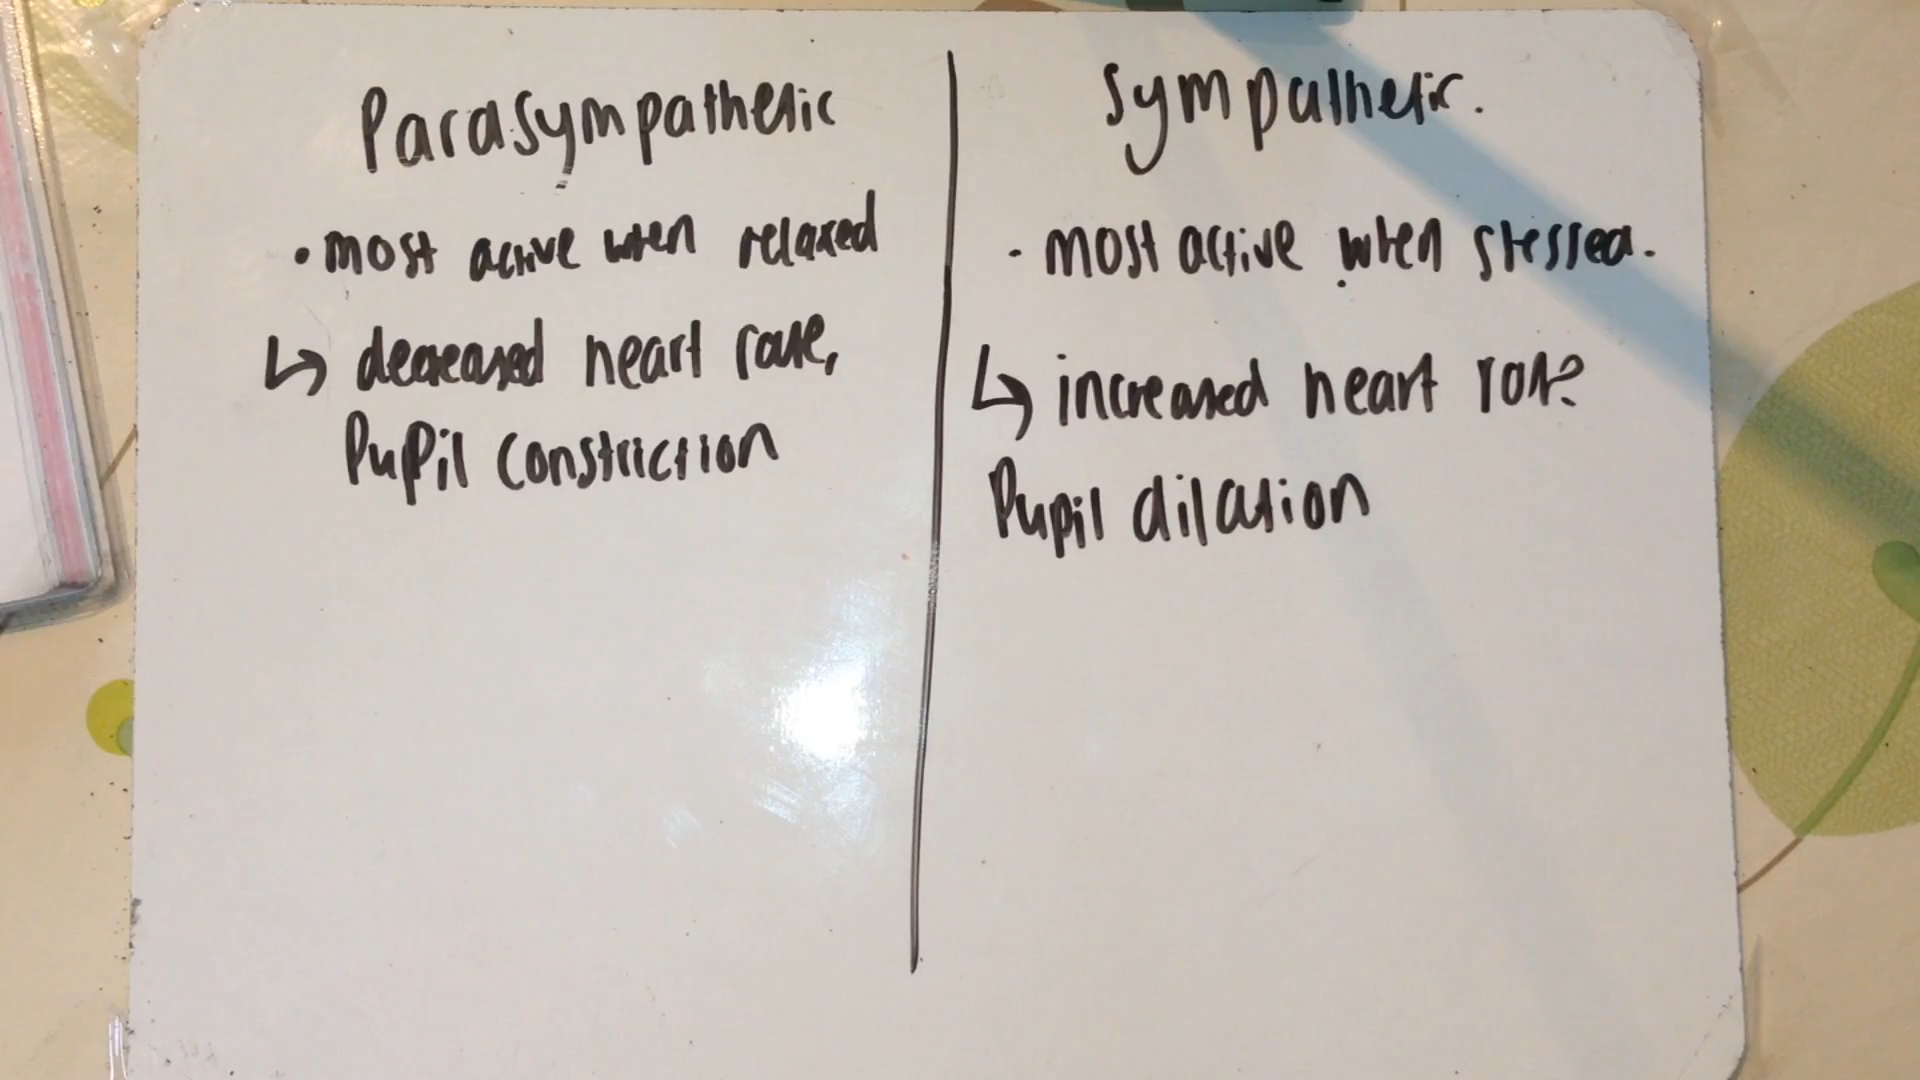 Parasympathetic
• most active when relaxed
↳ decreased heart rate,
Pupil constriction
Sympathetic.
· most active when stressed.
↳ increased heart rate?
Pupil dilation